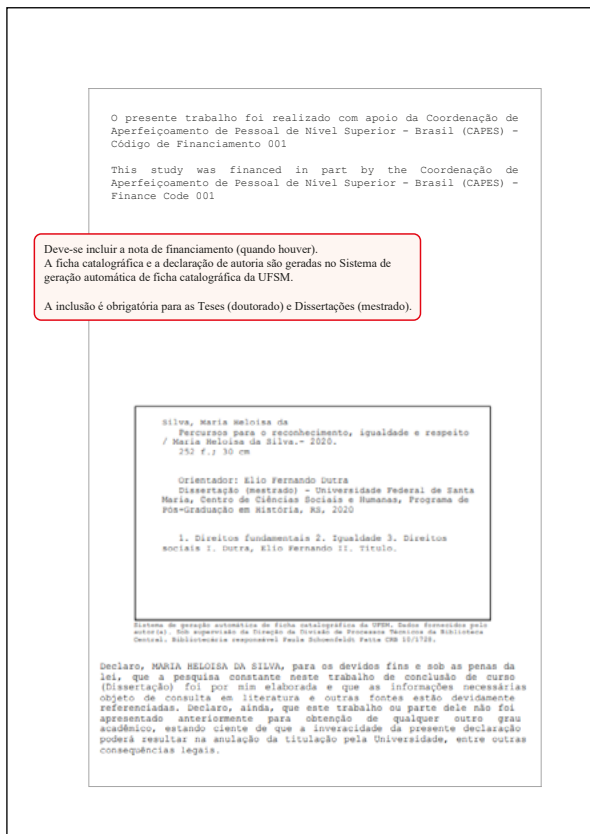 O presente trabalho foi realizado com apoio da Coordenação de
Aperfeiçoamento de Pessoal de Nível Superior - Brasil (CAPES) -
Código de Financiamento 001
This study was financed in part by the Coordenação de
Aperfeiçoamento de Pessoal de Nível Superior - Brasil (CAPES) -
Finance Code 001
Deve-se incluir a nota de financiamento (quando houver).
A ficha catalográfica e a declaração de autoria são geradas no Sistema de
geração automática de ficha catalográfica da UFSM.
A inclusão é obrigatória para as Teses (doutorado) e Dissertações (mestrado).
Silva, Maria Heloisa da
Percursos para o reconhecimento, igualdade e respeito
/ Maria Heloisa da Silva.- 2020.
252 f.; 30 cm
Orientador: Elio Fernando Dutra
Dissertação (mestrado) - Universidade Federal de Santa
Maria, Centro de Ciências Sociais e Humanas, Programa de
Pós-Graduação em História, RS, 2020
1. Direitos fundamentais 2. Igualdade 3. Direitos
sociais I. Dutra, Elio Fernando II. Título.
Sistema de geração automática de ficha catalográfica da UFSM. Dados fornecidos pelo
autor(a). Sob supervisão da Direção da Divisão de Processos Técnicos da Biblioteca
Central. Bibliotecária responsável Paula Schoenfeldt Patta CRB 10/1728.
Declaro, MARIA HELOISA DA SILVA, para os devidos fins e sob as penas da
lei, que a pesquisa constante neste trabalho de conclusão de curso
(Dissertação) foi por mim elaborada e que as informações necessárias
objeto de consulta em literatura e outras fontes estão devidamente
referenciadas. Declaro, ainda, que este trabalho ou parte dele não foi
apresentado anteriormente para obtenção de qualquer outro grau
acadêmico, estando ciente de que a inveracidade da presente declaração
poderá resultar na anulação da titulação pela Universidade, entre outras
consequências legais.